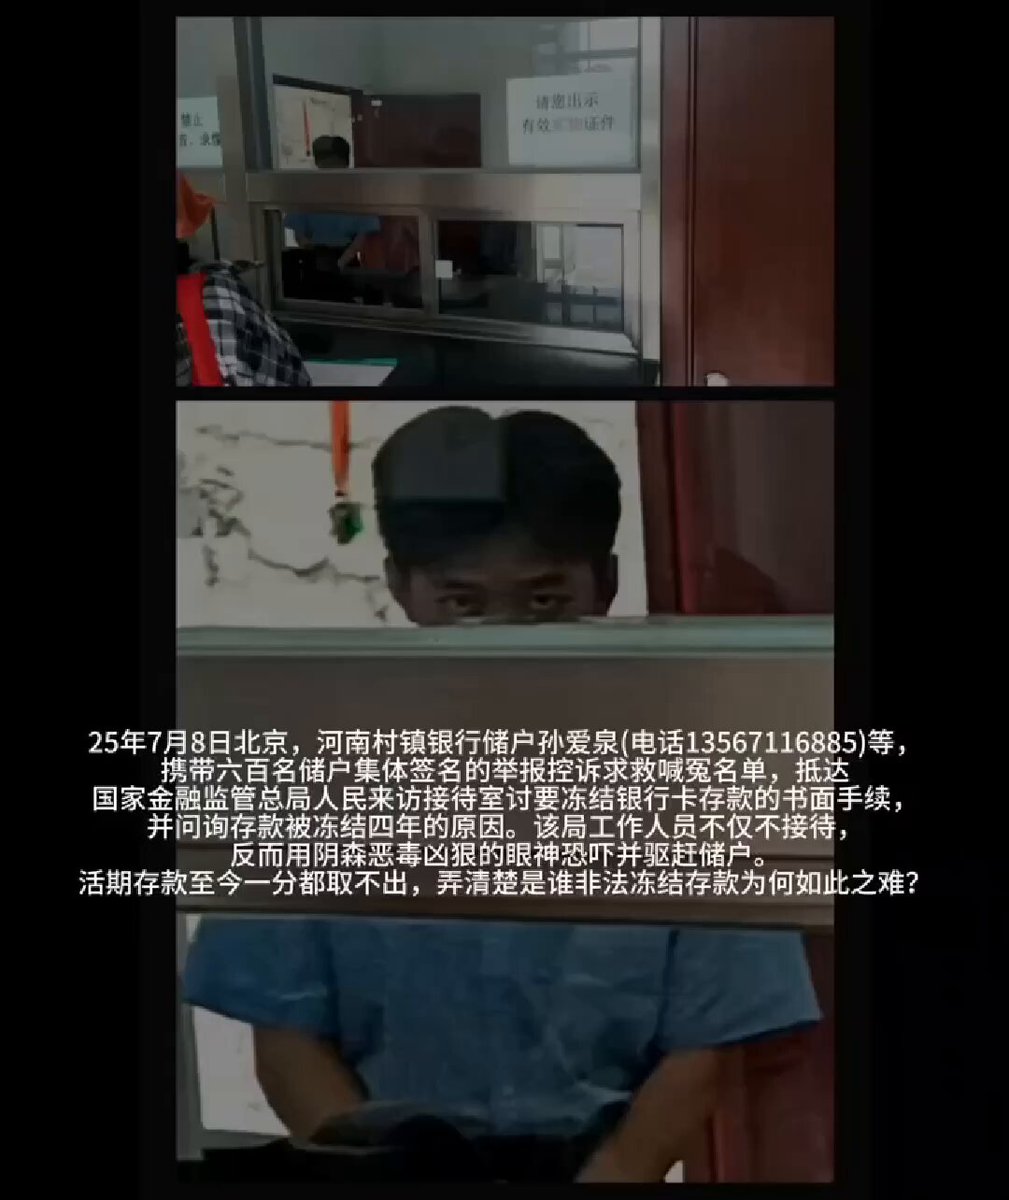 禁止
请您出示
有效实物证件
25年7月8日北京，河南村镇银行储户孙爱泉(电话13567116885)等，
携带六百名储户集体签名的举报控诉求救喊冤名单，抵达
国家金融监管总局人民来访接待室讨要冻结银行卡存款的书面手续，
并问询存款被冻结四年的原因。该局工作人员不仅不接待，
反而用阴森恶毒凶狠的眼神恐吓并驱赶储户。
活期存款至今一分都取不出，弄清楚是谁非法冻结存款为何如此之难？